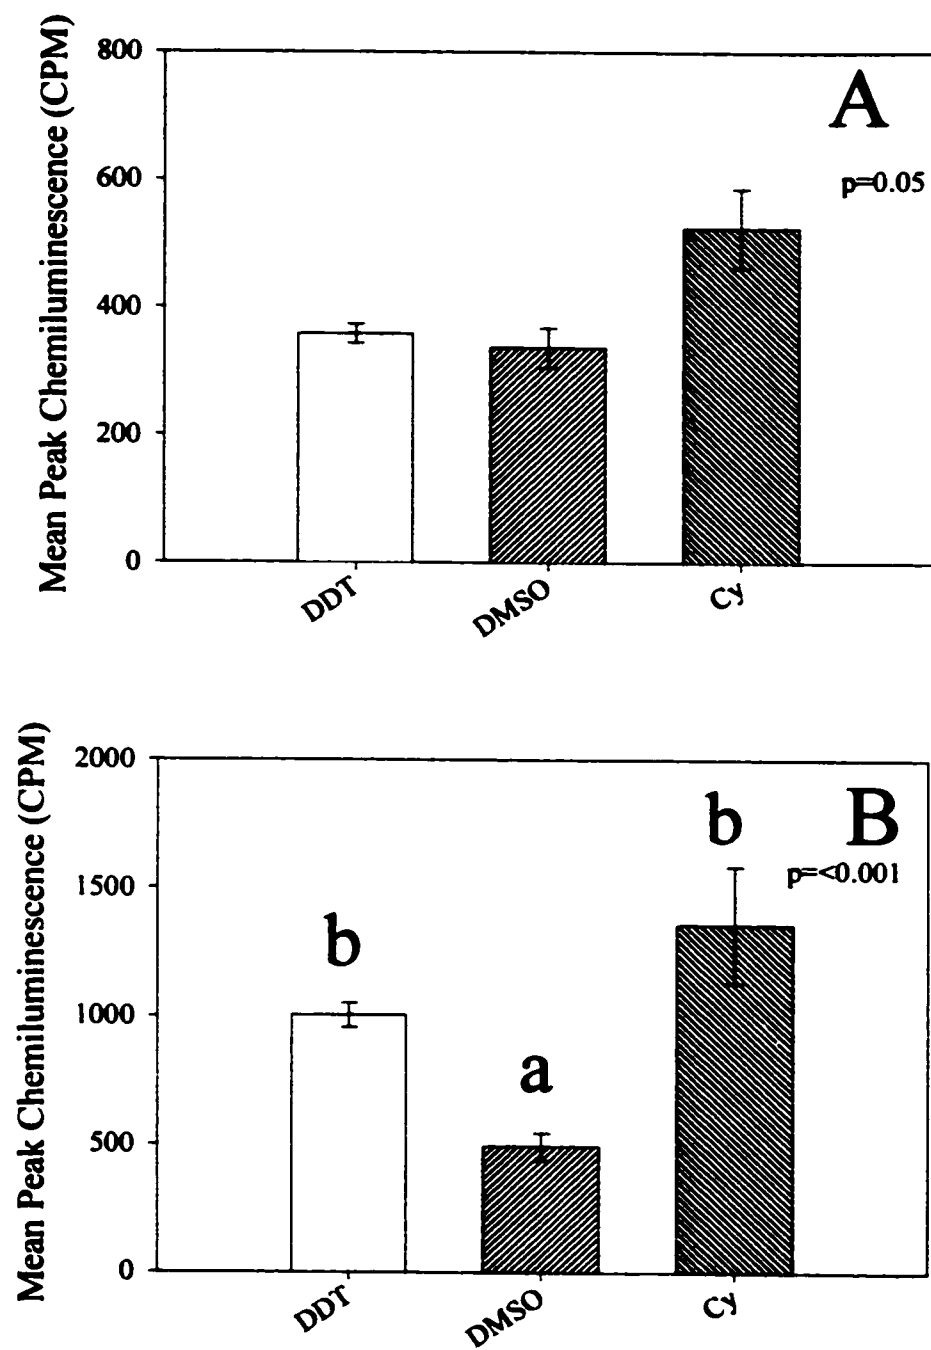 Mean Peak Chemiluminescence (CPM)
800
600
400
200
0
A
p=0.05
DDT
DMSO
Cy
Mean Peak Chemiluminescence (CPM)
2000
1500
1000
500
0
b
a
b
B
p=<0.001
DDT
DMSO
Cy